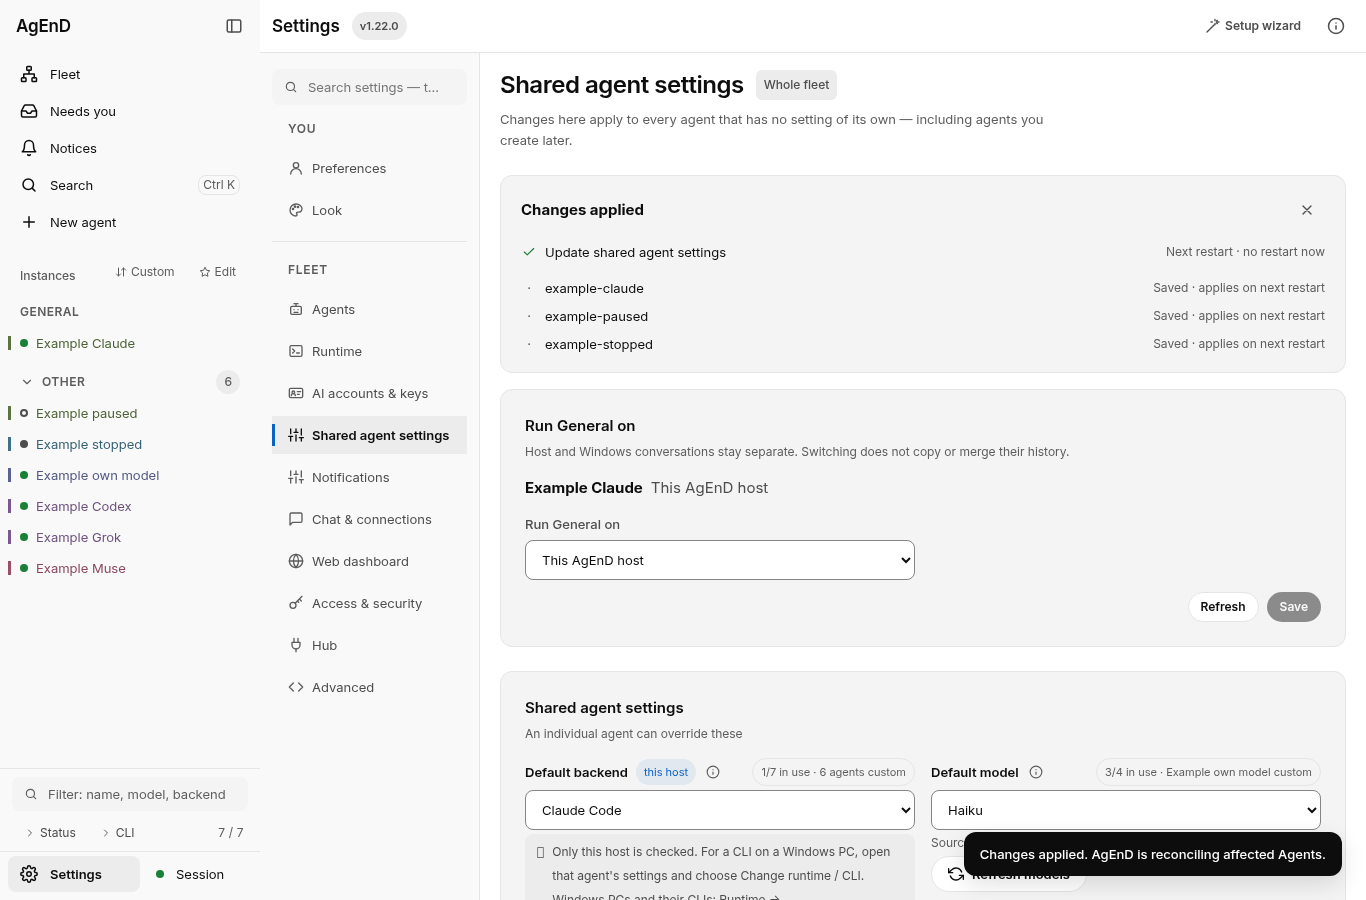 AgEnD
Fleet
Needs you
Notices
Search
Ctrl K
New agent
Instances
Custom
Edit
GENERAL
Example Claude
OTHER
6
Example paused
Example stopped
Example own model
Example Codex
Example Grok
Example Muse
Filter: name, model, backend
Status
CLI
7 / 7
Settings
Session
Settings
v1.22.0
Setup wizard
Search settings — t...
YOU
Preferences
Look
FLEET
Agents
Runtime
AI accounts & keys
Shared agent settings
Notifications
Chat & connections
Web dashboard
Access & security
Hub
Advanced
Shared agent settings
Whole fleet
Changes here apply to every agent that has no setting of its own — including agents you
create later.
Changes applied
Update shared agent settings
Next restart · no restart now
example-claude
Saved · applies on next restart
example-paused
Saved · applies on next restart
example-stopped
Saved · applies on next restart
Run General on
Host and Windows conversations stay separate. Switching does not copy or merge their history.
Example Claude This AgEnD host
Run General on
This AgEnD host
Refresh
Save
Shared agent settings
An individual agent can override these
Default backend
this host
1/7 in use · 6 agents custom
Claude Code
Only this host is checked. For a CLI on a Windows PC, open
that agent's settings and choose Change runtime / CLI.
Windows PCs and their CLIs: Runtime →
Default model
3/4 in use · Example own model custom
Haiku
Changes applied. AgEnD is reconciling affected Agents.
Refresh models